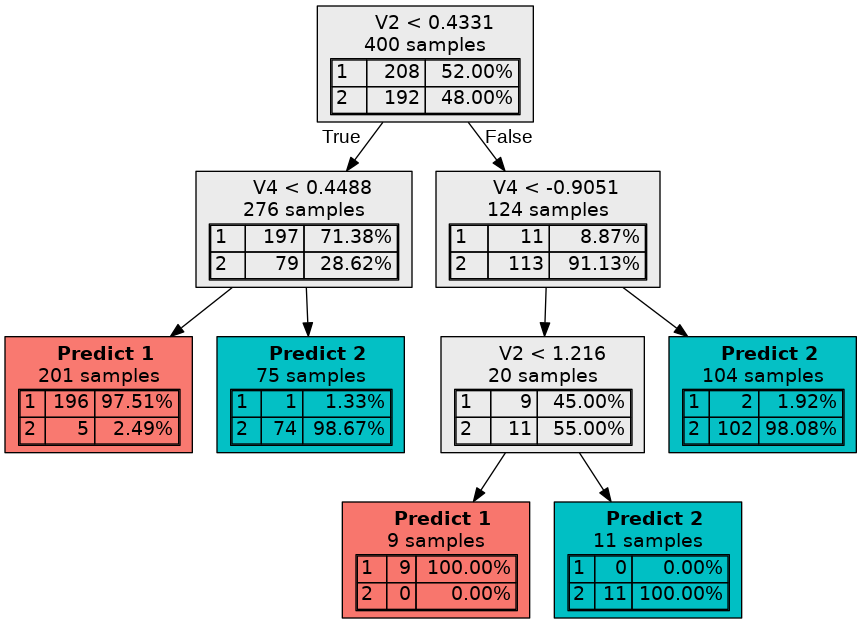 V2 < 0.4331
400 samples
1 208 52.00%
2 192 48.00%
True
False
V4 < 0.4488
276 samples
1 197 71.38%
2 79 28.62%
V4 < -0.9051
124 samples
1 11 8.87%
2 113 91.13%
Predict 1
201 samples
1 196 97.51%
2 5 2.49%
Predict 2
75 samples
1 1 1.33%
2 74 98.67%
V2 < 1.216
20 samples
1 9 45.00%
2 11 55.00%
Predict 2
104 samples
1 2 1.92%
2 102 98.08%
Predict 1
9 samples
1 9 100.00%
2 0 0.00%
Predict 2
11 samples
1 0 0.00%
2 11 100.00%